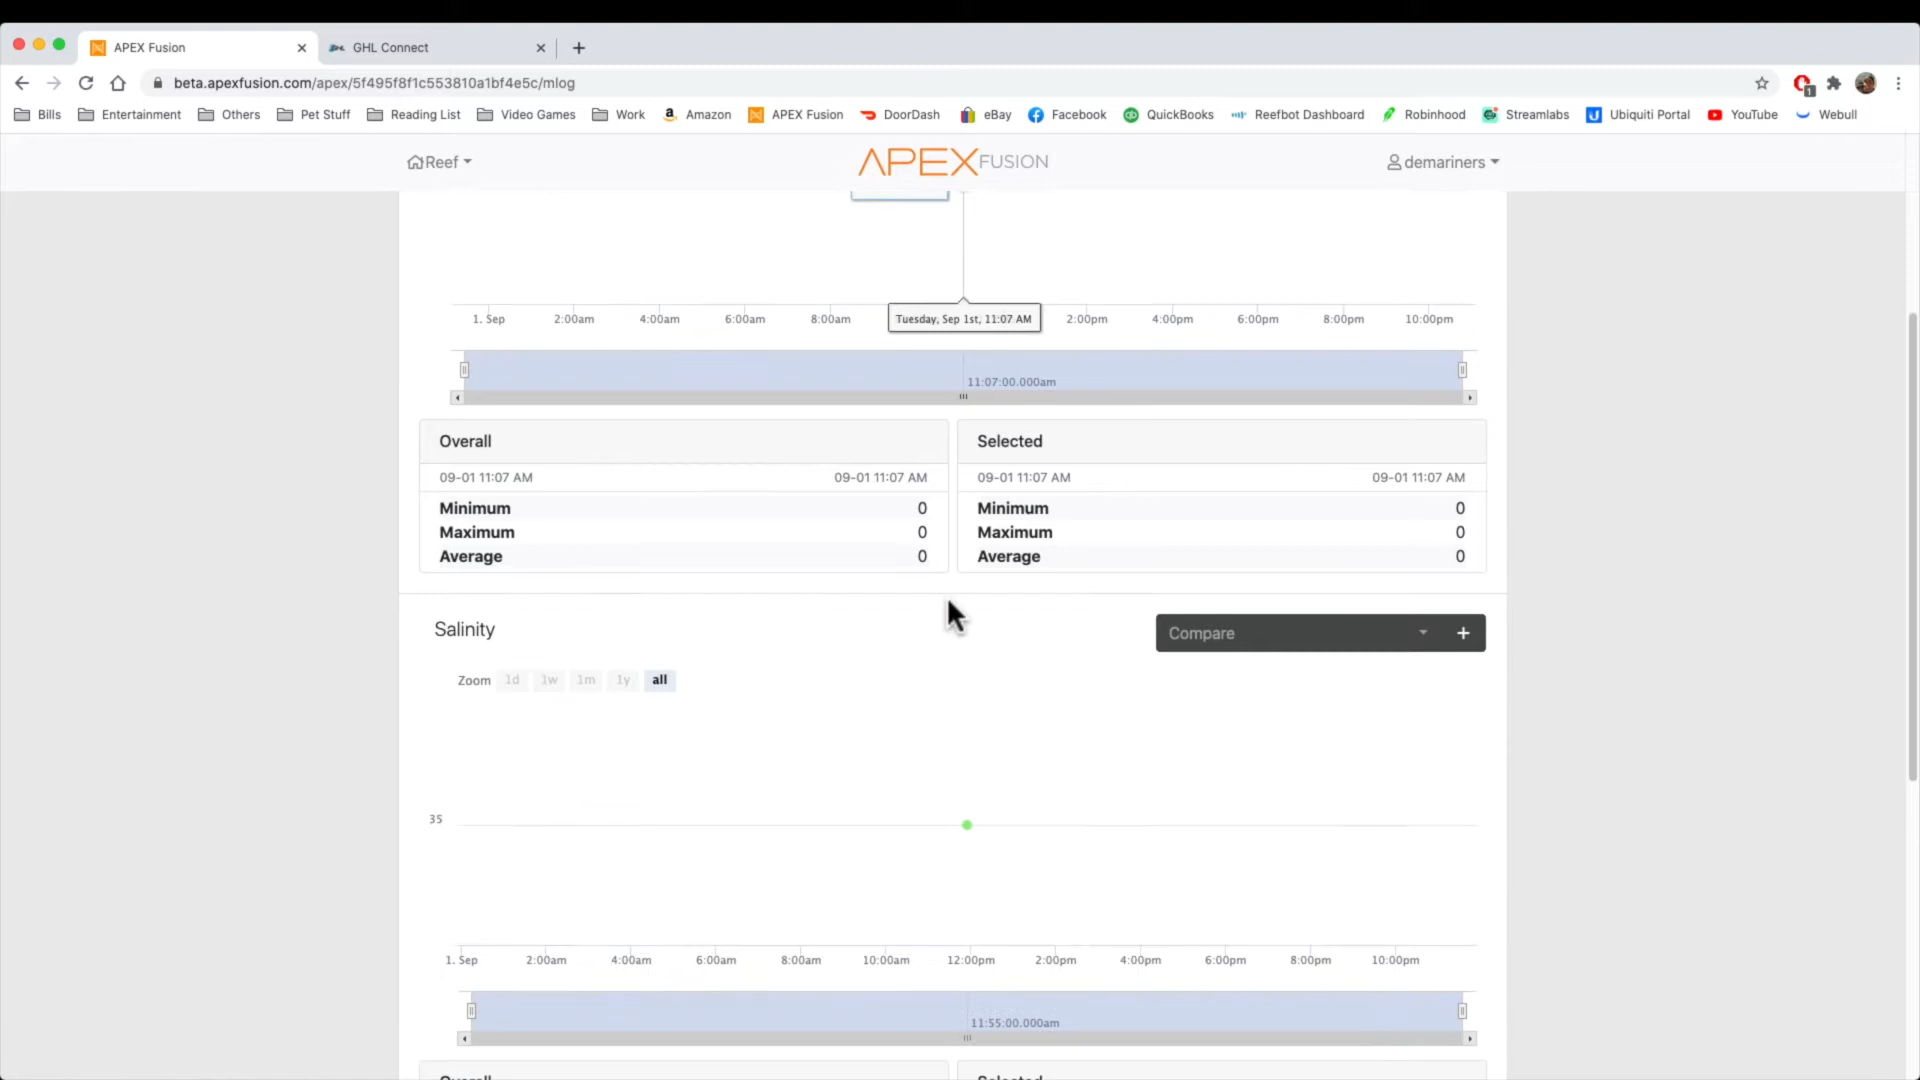 APEX Fusion
GHL Connect
beta.apexfusion.com/apex/5f495f8f1c553810a1bf4e5c/mlog
1
Bills Entertainment Others Pet Stuff Reading List Video Games Work Amazon APEX Fusion DoorDash eBay Facebook QuickBooks Reefbot Dashboard Robinhood Streamlabs Ubiquiti Portal YouTube Webull
Reef APEX FUSION demariners
1. Sep 2:00am 4:00am 6:00am 8:00am Tuesday, Sep 1st, 11:07 AM 2:00pm 4:00pm 6:00pm 8:00pm 10:00pm
11:07:00.000am
Overall
09-01 11:07 AM 09-01 11:07 AM
Minimum 0
Maximum 0
Average 0
Selected
09-01 11:07 AM 09-01 11:07 AM
Minimum 0
Maximum 0
Average 0
Salinity
Compare +
Zoom 1d 1w 1m 1y all
35
1. Sep 2:00am 4:00am 6:00am 8:00am 10:00am 12:00pm 2:00pm 4:00pm 6:00pm 8:00pm 10:00pm
11:55:00.000am
Overall Selected